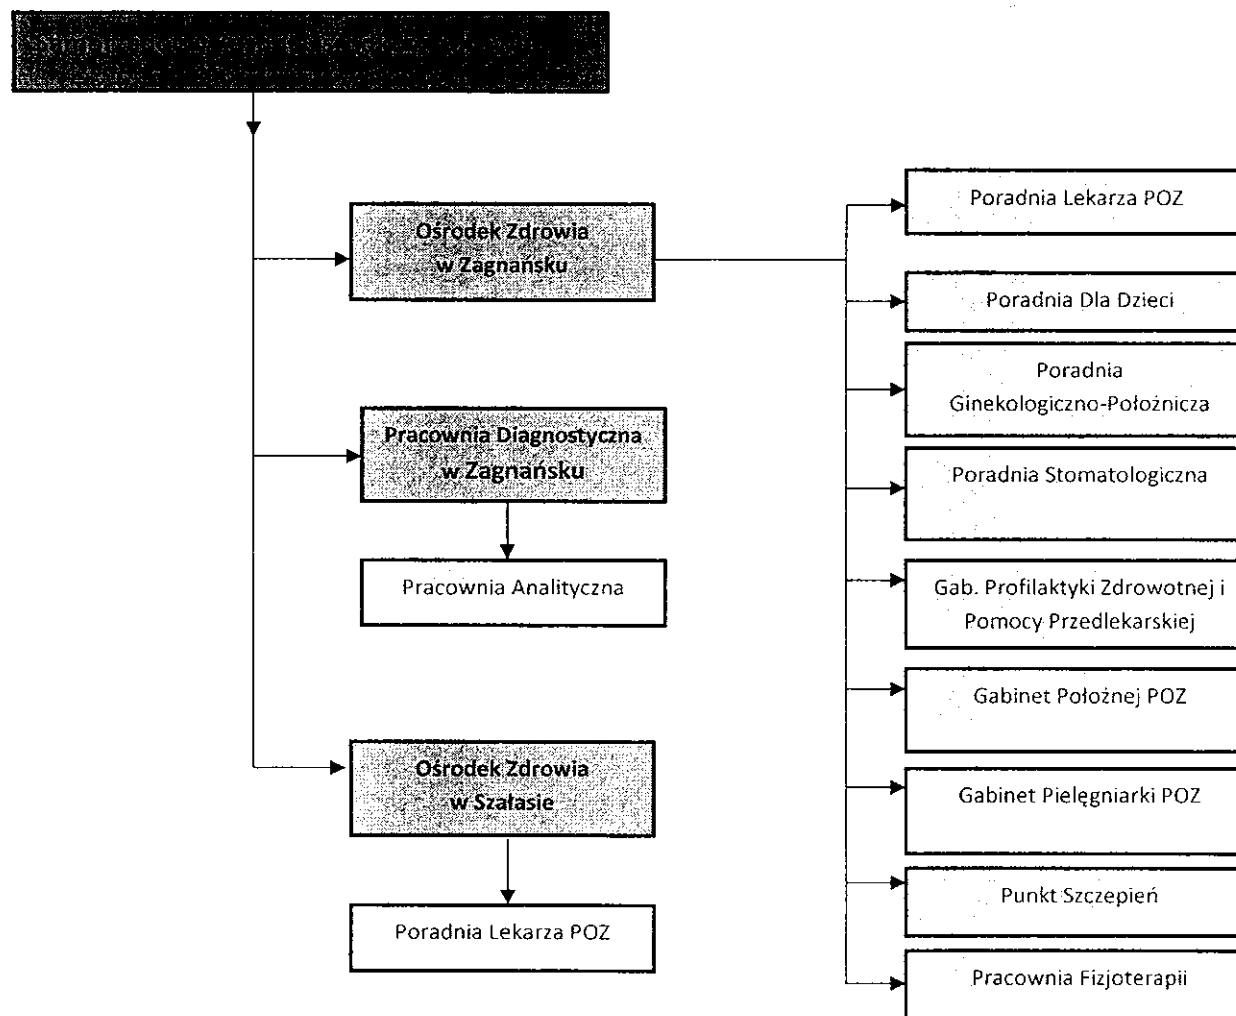 Ośrodek Zdrowia
w Zagnańsku
Pracownia Diagnostyczna
w Zagnańsku
Pracownia Analityczna
Ośrodek Zdrowia
w Szałasie
Poradnia Lekarza POZ
Poradnia Lekarza POZ
Poradnia Dla Dzieci
Poradnia
Ginekologiczno-Położnicza
Poradnia Stomatologiczna
Gab. Profilaktyki Zdrowotnej i
Pomocy Przedlekarskiej
Gabinet Położnej POZ
Gabinet Pielęgniarki POZ
Punkt Szczepień
Pracownia Fizjoterapii